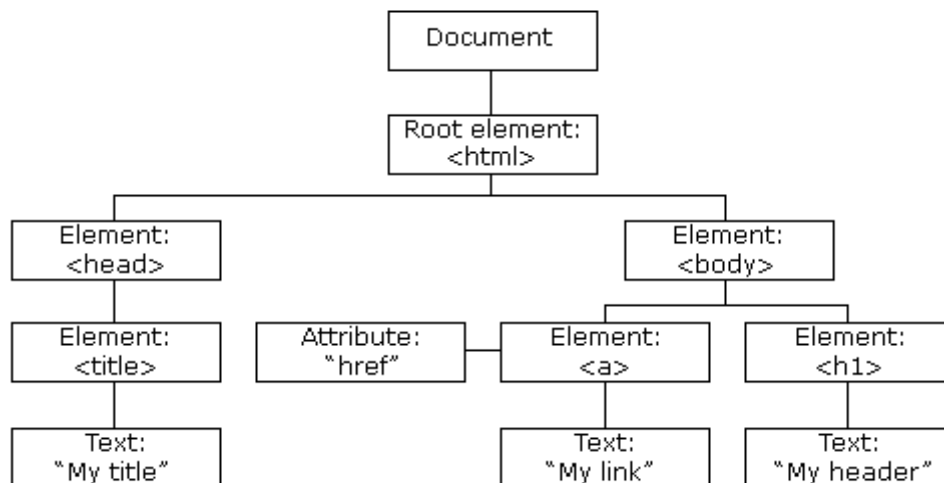 Document
Root element:
<html>
Element:
<head>
Element:
<body>
Element:
<title>
Attribute:
“href”
Element:
<a>
Element:
<h1>
Text:
“My title”
Text:
“My link”
Text:
“My header”